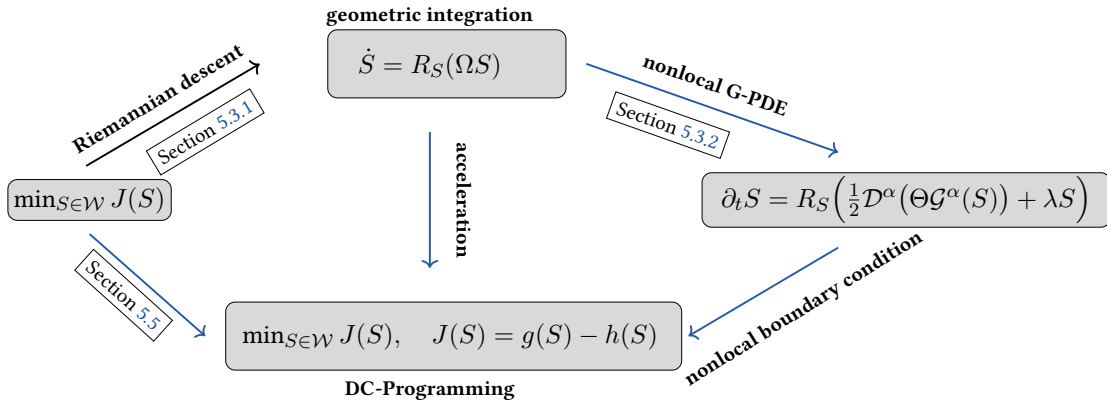 geometric integration
Ṡ = R_S(ΩS)
Riemannian descent
Section 5.3.1
nonlocal G-PDE
Section 5.3.2
acceleration
min_{S∈𝒲} J(S)
∂_t S = R_S(½𝒟^α(Θ𝒢^α(S)) + λS)
Section 5.5
nonlocal boundary condition
min_{S∈𝒲} J(S), J(S) = g(S) − h(S)
DC-Programming